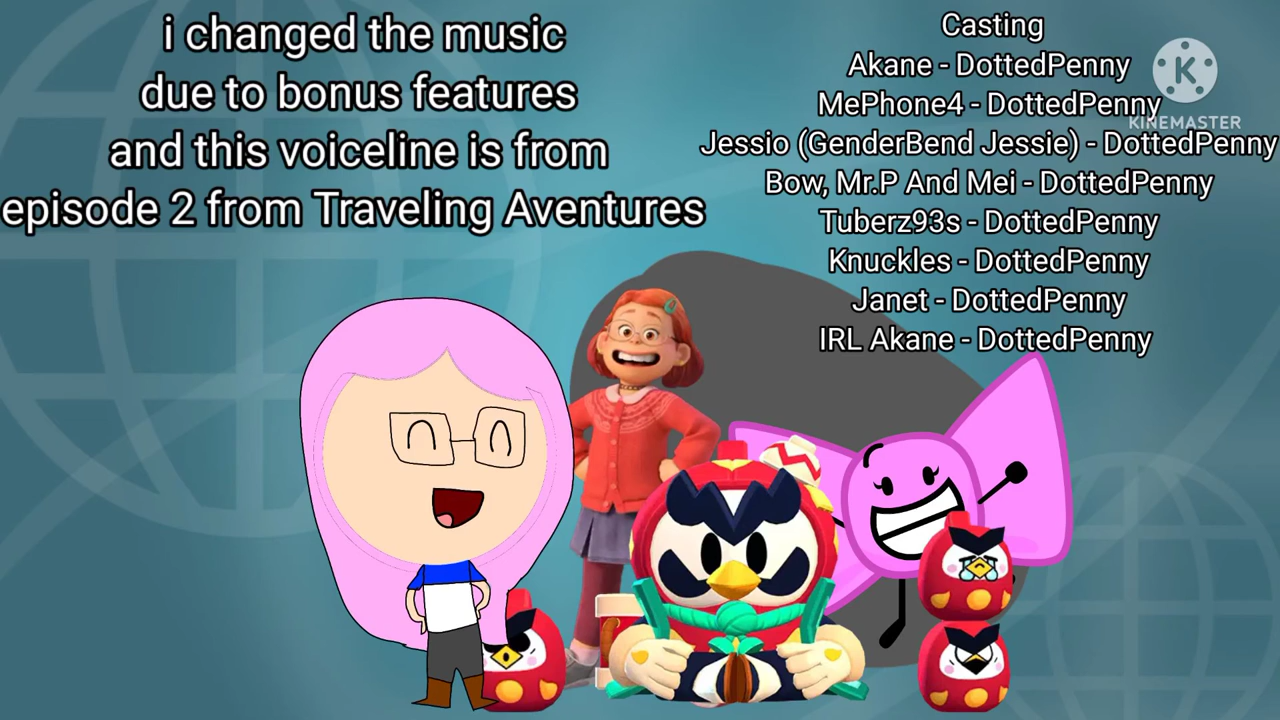 i changed the music
due to bonus features
and this voiceline is from
episode 2 from Traveling Aventures
Casting
Akane - DottedPenny
MePhone4 - DottedPenny
Jessio (GenderBend Jessie) - DottedPenny
Bow, Mr.P And Mei - DottedPenny
Tuberz93s - DottedPenny
Knuckles - DottedPenny
Janet - DottedPenny
IRL Akane - DottedPenny
K
KINEMASTER